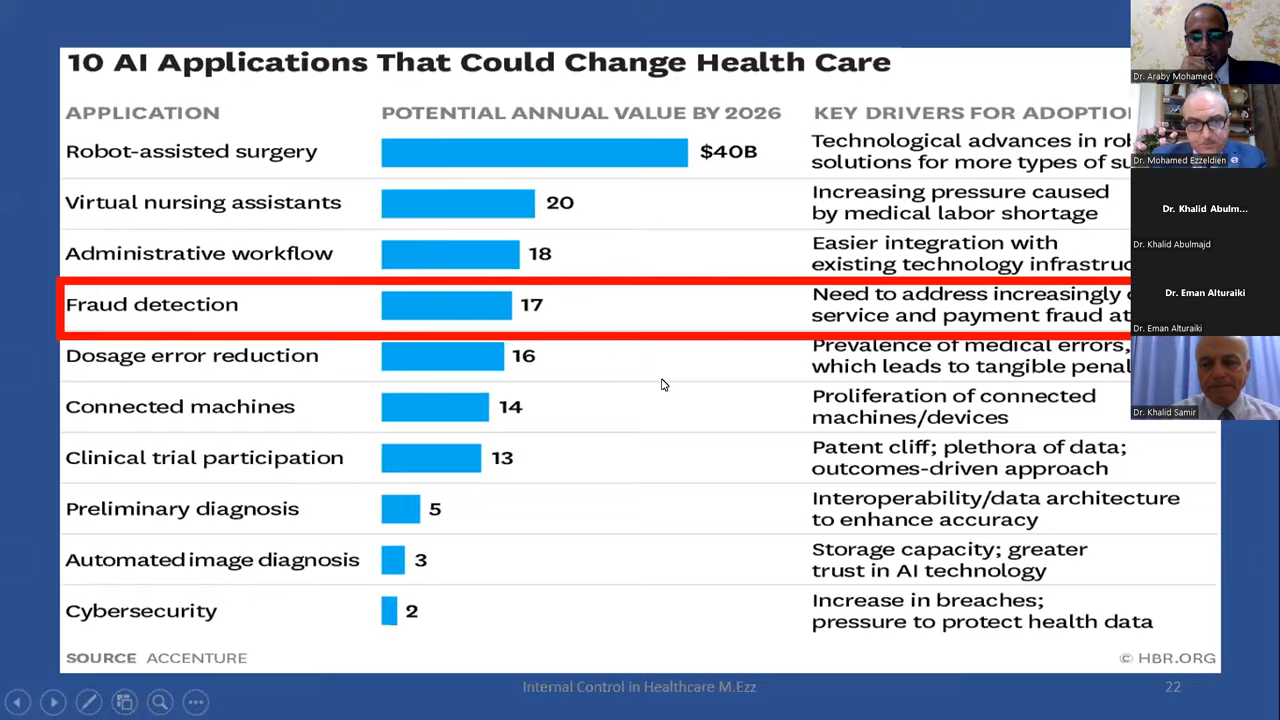 10 AI Applications That Could Change Health Care
APPLICATION POTENTIAL ANNUAL VALUE BY 2026 KEY DRIVERS FOR ADOPTIO
Robot-assisted surgery $40B Technological advances in
solutions for more types of
Virtual nursing assistants 20 Increasing pressure caused
by medical labor shortage
Administrative workflow 18 Easier integration with
existing technology infrastruc
Fraud detection 17 Need to address increasingly
service and payment fraud
Dosage error reduction 16 Prevalence of medical errors,
which leads to tangible penal
Connected machines 14 Proliferation of connected
machines/devices
Clinical trial participation 13 Patent cliff; plethora of data;
outcomes-driven approach
Preliminary diagnosis 5 Interoperability/data architecture
to enhance accuracy
Automated image diagnosis 3 Storage capacity; greater
trust in AI technology
Cybersecurity 2 Increase in breaches;
pressure to protect health data
SOURCE ACCENTURE © HBR.ORG
Internal Control in Healthcare M.Ezz 22
Dr. Araby Mohamed
Dr. Mohamed Ezzeldien
Dr. Khalid Abulm...
Dr. Khalid Abulmajd
Dr. Eman Alturaiki
Dr. Eman Alturaiki
Dr. Khalid Samir